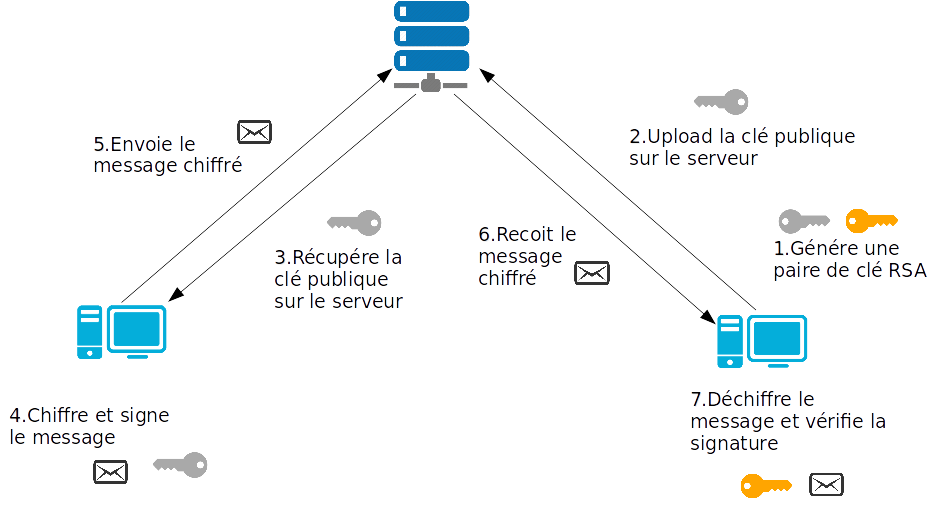 2.Upload la clé publique
sur le serveur
5.Envoie le
message chiffré
6.Recoit le
message
chiffré
1.Génére une
paire de clé RSA
3.Récupére la
clé publique
sur le serveur
4.Chiffre et signe
le message
7.Déchiffre le
message et vérifie la
signature